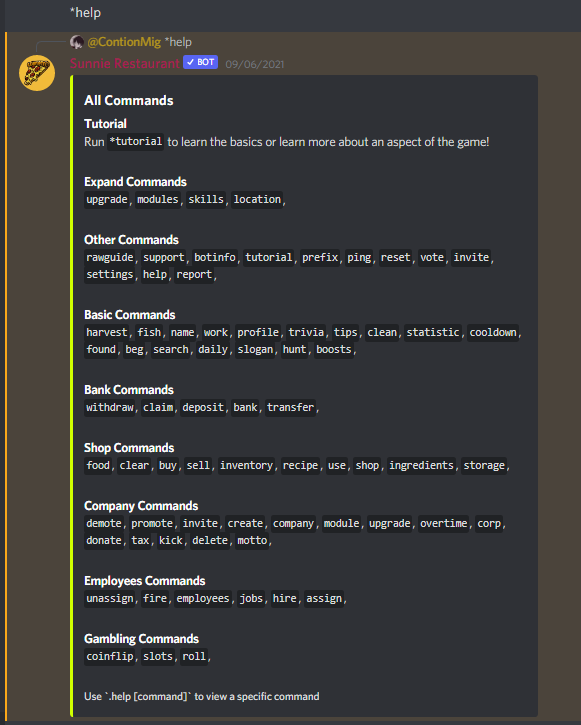 *help
@ContionMig *help
Sunnie Restaurant ✓ BOT 09/06/2021
All Commands
Tutorial
Run *tutorial to learn the basics or learn more about an aspect of the game!
Expand Commands
upgrade, modules, skills, location,
Other Commands
rawguide, support, botinfo, tutorial, prefix, ping, reset, vote, invite,
settings, help, report,
Basic Commands
harvest, fish, name, work, profile, trivia, tips, clean, statistic, cooldown,
found, beg, search, daily, slogan, hunt, boosts,
Bank Commands
withdraw, claim, deposit, bank, transfer,
Shop Commands
food, clear, buy, sell, inventory, recipe, use, shop, ingredients, storage,
Company Commands
demote, promote, invite, create, company, module, upgrade, overtime, corp,
donate, tax, kick, delete, motto,
Employees Commands
unassign, fire, employees, jobs, hire, assign,
Gambling Commands
coinflip, slots, roll,
Use `.help [command]` to view a specific command